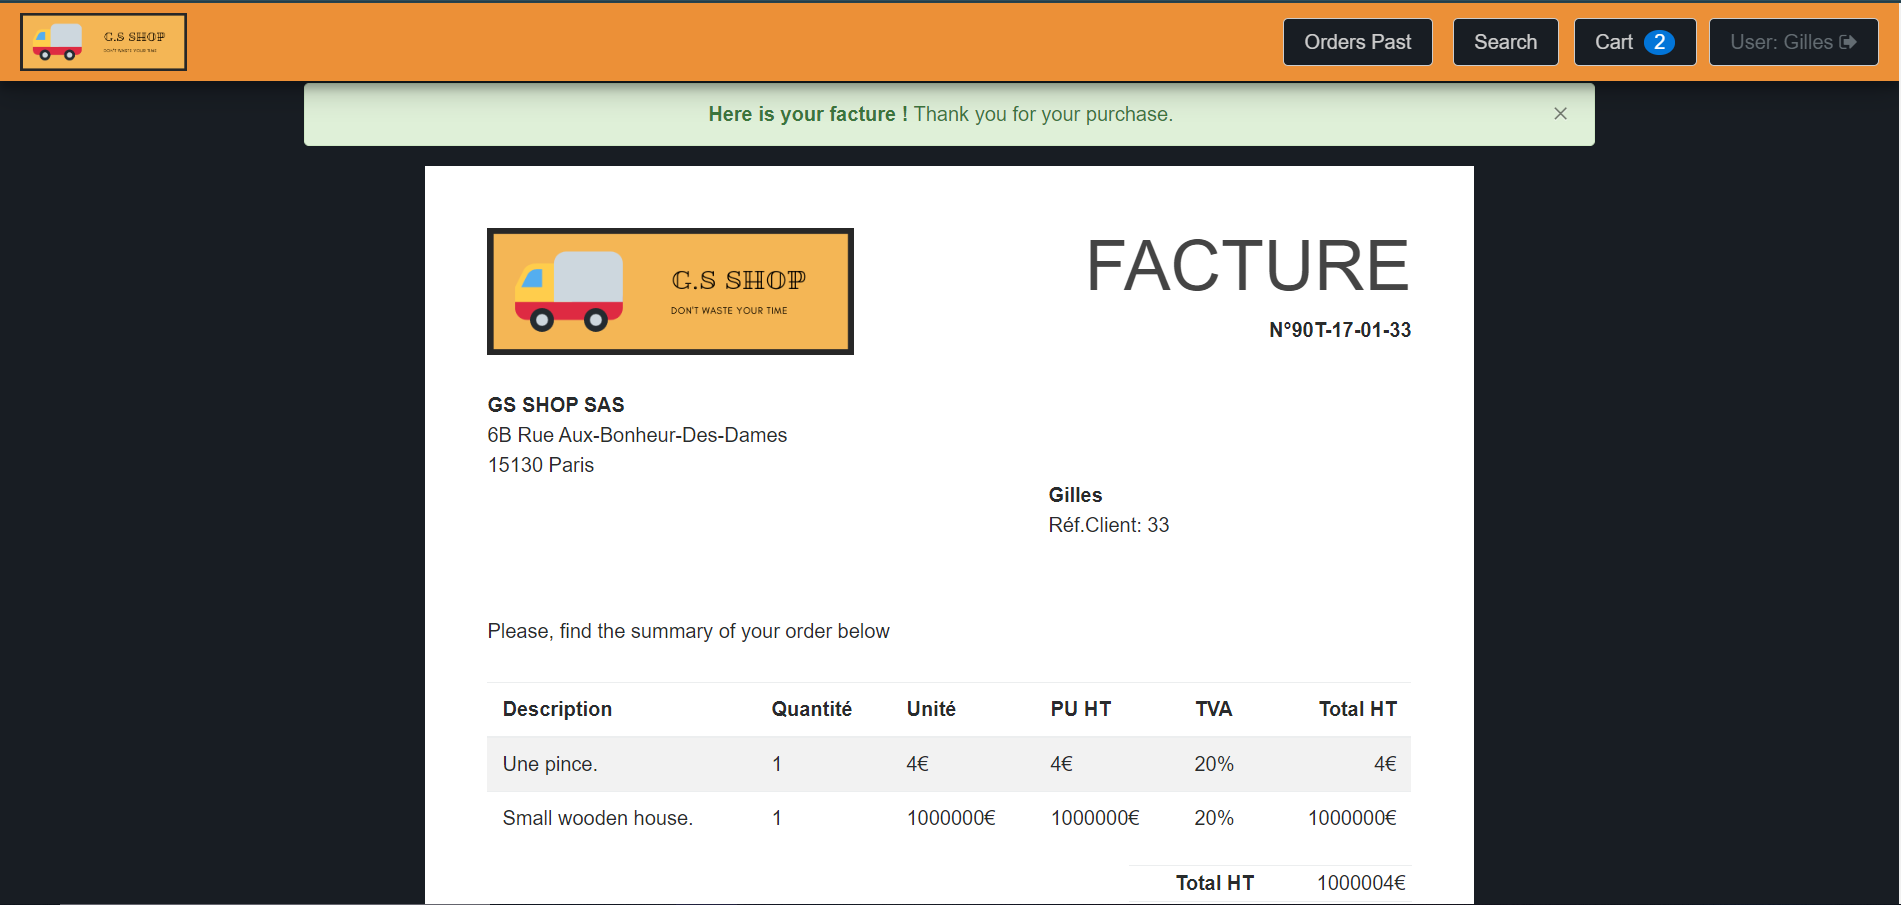 G.S SHOP
DON'T WASTE YOUR TIME
Orders Past
Search
Cart 2
User: Gilles
Here is your facture ! Thank you for your purchase.
×
G.S SHOP
DON'T WASTE YOUR TIME
FACTURE
N°90T-17-01-33
GS SHOP SAS
6B Rue Aux-Bonheur-Des-Dames
15130 Paris
Gilles
Réf.Client: 33
Please, find the summary of your order below
Description Quantité Unité PU HT TVA Total HT
Une pince. 1 4€ 4€ 20% 4€
Small wooden house. 1 1000000€ 1000000€ 20% 1000000€
Total HT 1000004€